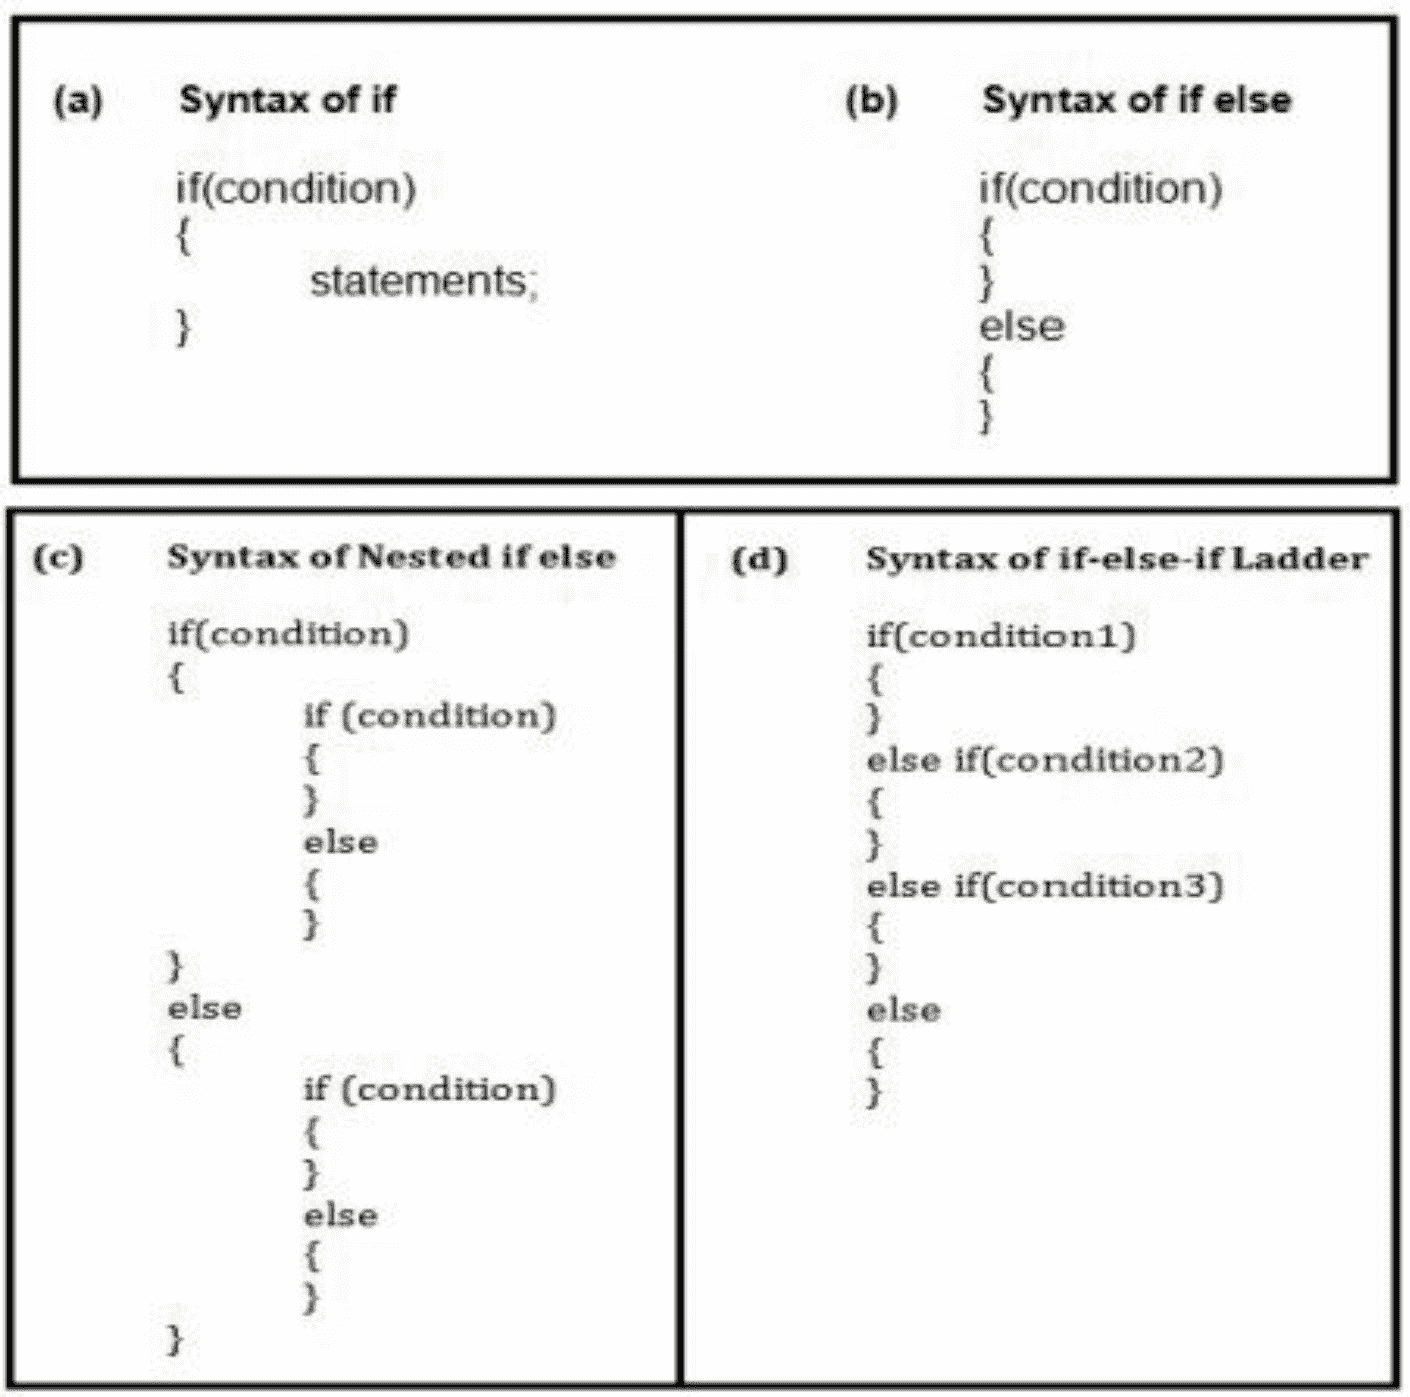 (a) Syntax of if
if(condition)
{
statements;
}
(b) Syntax of if else
if(condition)
{
}
else
{
}
(c) Syntax of Nested if else
if(condition)
{
if (condition)
{
}
else
{
}
}
else
{
if (condition)
{
}
else
{
}
}
(d) Syntax of if-else-if Ladder
if(condition1)
{
}
else if(condition2)
{
}
else if(condition3)
{
}
else
{
}